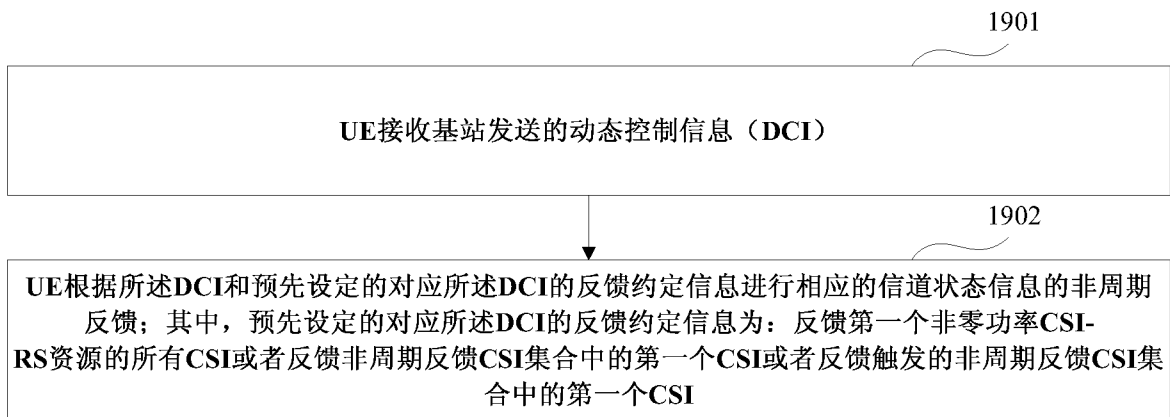 1901
UE接收基站发送的动态控制信息（DCI）
1902
UE根据所述DCI和预先设定的对应所述DCI的反馈约定信息进行相应的信道状态信息的非周期
反馈；其中，预先设定的对应所述DCI的反馈约定信息为：反馈第一个非零功率CSI-
RS资源的所有CSI或者反馈非周期反馈CSI集合中的第一个CSI或者反馈触发的非周期反馈CSI集
合中的第一个CSI